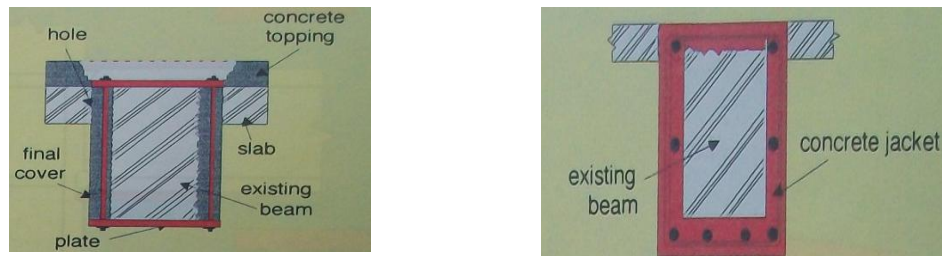 concrete
topping
hole
slab
final
cover
existing
beam
plate
concrete jacket
existing
beam